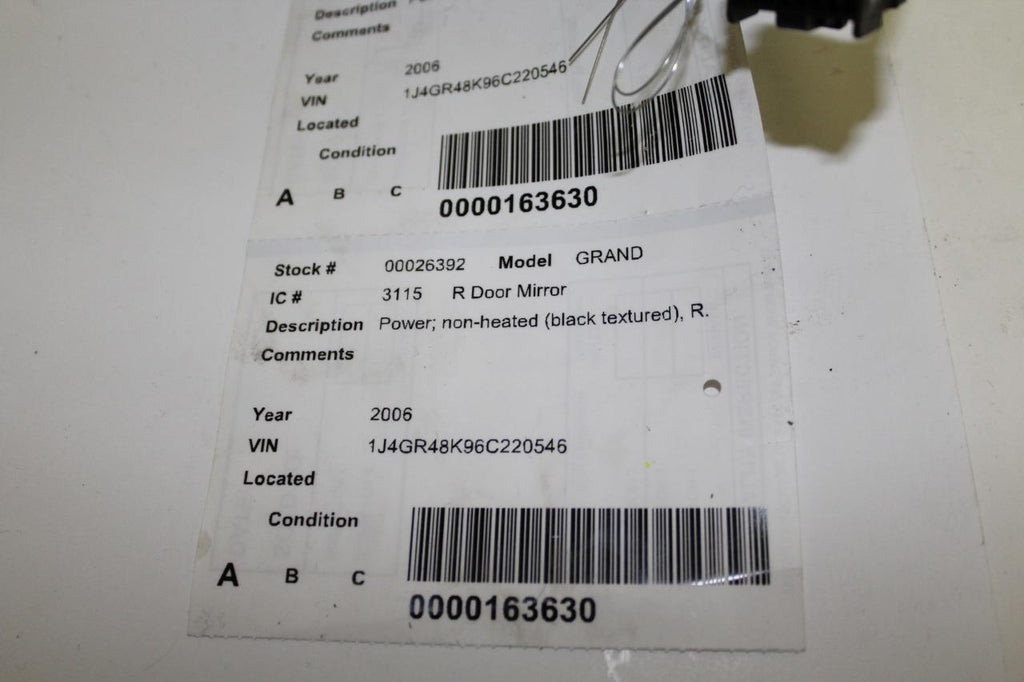 Description
Comments
Year 2006
VIN 1J4GR48K96C220546
Located
Condition
A B C
0000163630
Stock # 00026392 Model GRAND
IC # 3115 R Door Mirror
Description Power; non-heated (black textured), R.
Comments
Year 2006
VIN 1J4GR48K96C220546
Located
Condition
A B C
0000163630